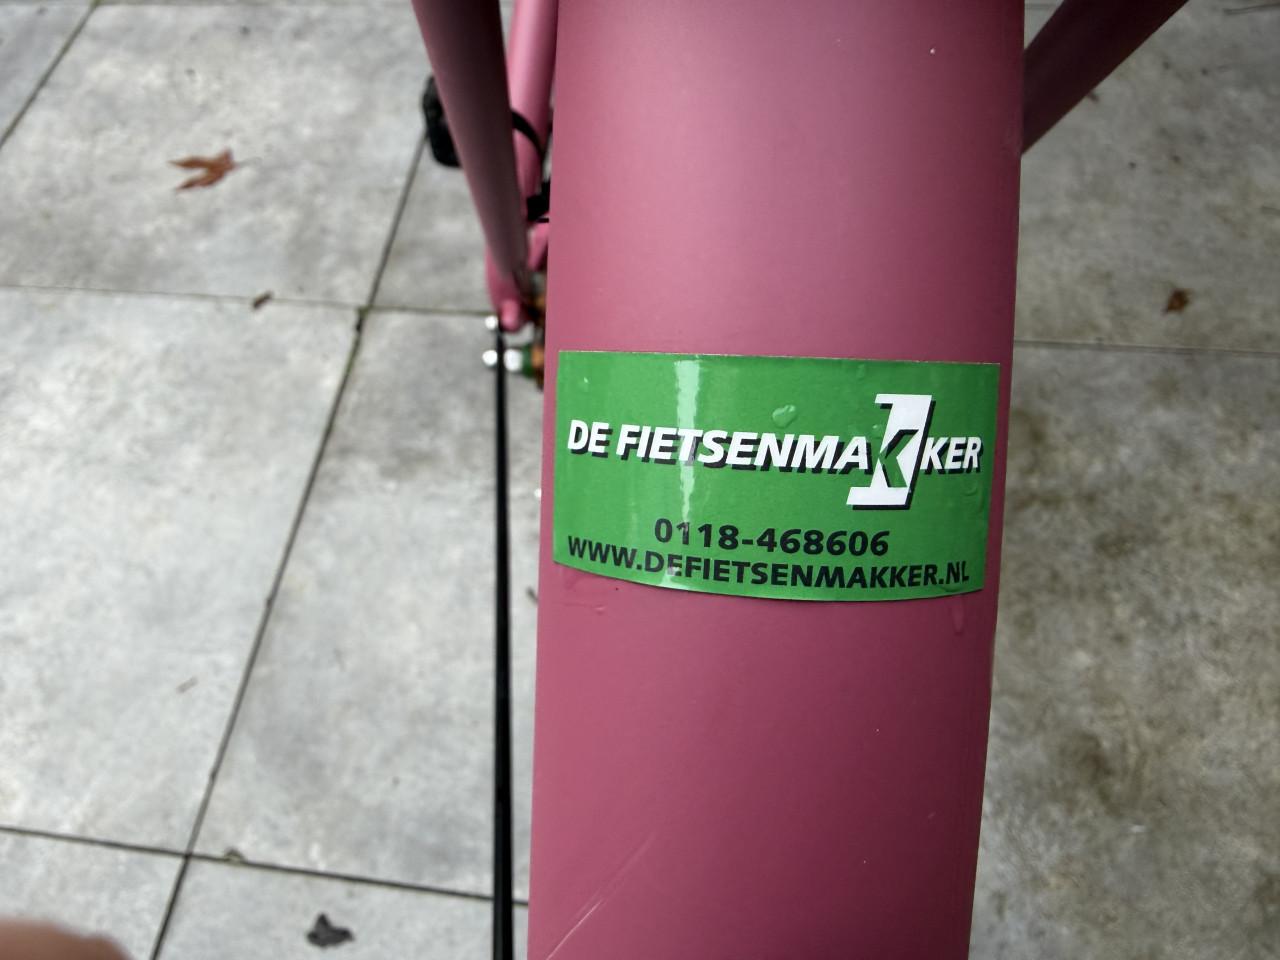 DE FIETSENMAKKER
0118-468606
WWW.DEFIETSENMAKKER.NL